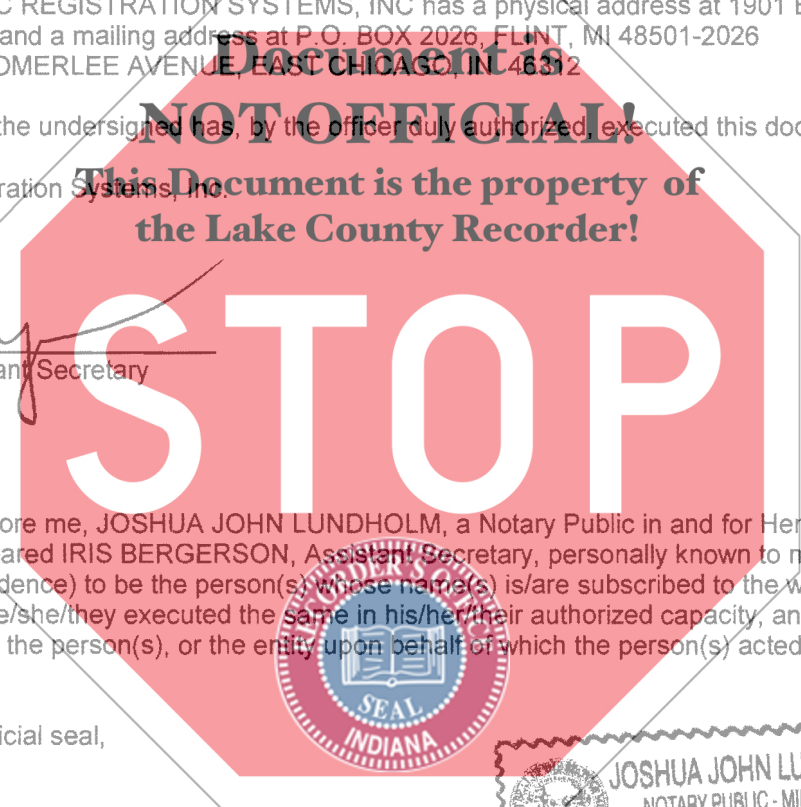 C REGISTRATION SYSTEMS, INC has a physical address at 1901 E
and a mailing address at P.O. BOX 2026, FLINT, MI 48501-2026
OMERLEE AVENUE, EAST CHICAGO, IN 46312
Document is
NOT OFFICIAL!
the undersigned has, by the officer duly authorized, executed this doc
This Document is the property of
ration Systems, Inc.
the Lake County Recorder!
STOP
ant Secretary
ore me, JOSHUA JOHN LUNDHOLM, a Notary Public in and for Hen
ared IRIS BERGERSON, Assistant Secretary, personally known to m
dence) to be the person(s) whose name(s) is/are subscribed to the w
e/she/they executed the same in his/her/their authorized capacity, an
the person(s), or the entity upon behalf of which the person(s) acted
RECORDER'S OFFICE
SEAL
INDIANA
icial seal,
JOSHUA JOHN LU
NOTARY PUBLIC - MI